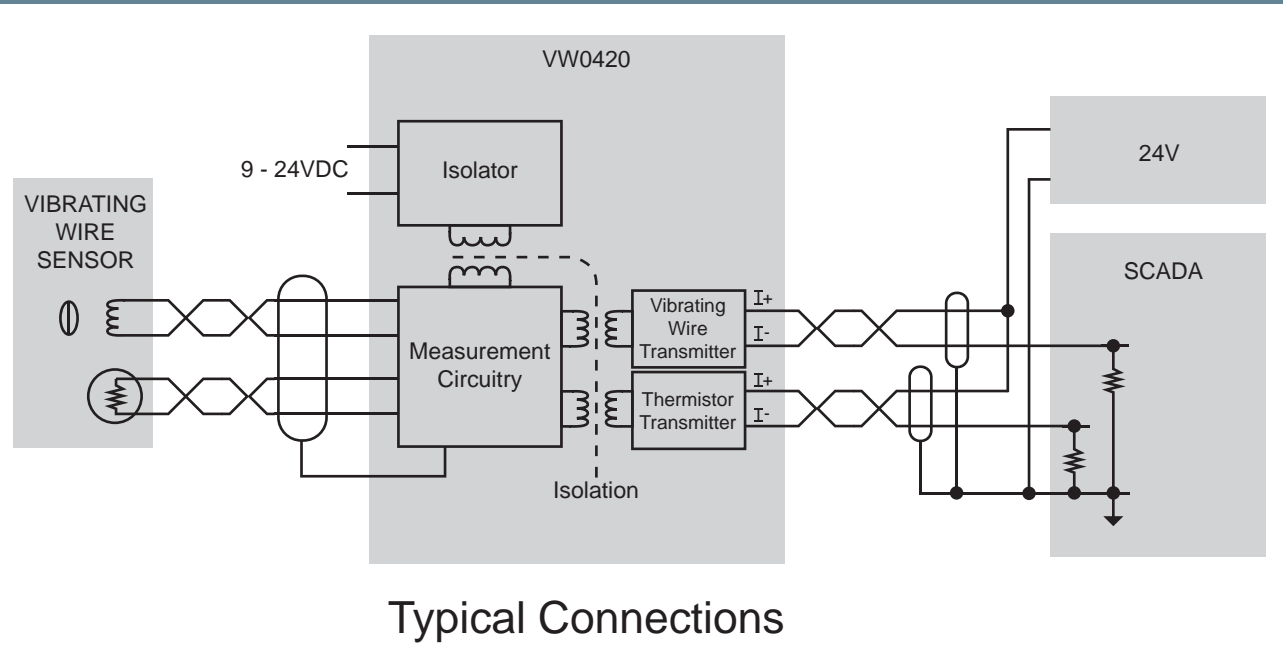 VW0420
Isolator
9 - 24VDC
24V
VIBRATING
WIRE
SENSOR
SCADA
Measurement
Circuitry
Vibrating
Wire
Transmitter
I+
I-
Thermistor
Transmitter
I+
I-
Isolation
Typical Connections